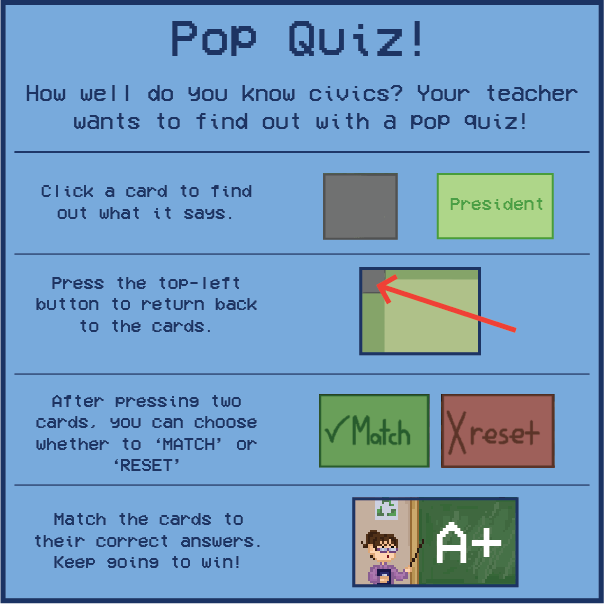 Pop Quiz!
How well do you know civics? Your teacher
wants to find out with a pop quiz!
Click a card to find
out what it says.
President
Press the top-left
button to return back
to the cards.
After pressing two
cards, you can choose
whether to ‘MATCH’ or
‘RESET’
✓Match
X reset
Match the cards to
their correct answers.
Keep going to win!
A+